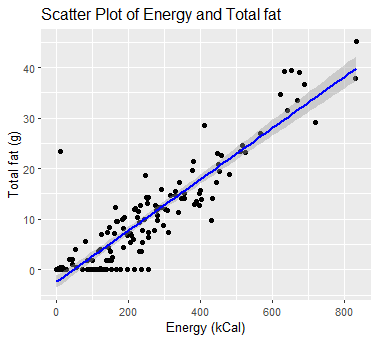 Scatter Plot of Energy and Total fat
Total fat (g)
40
30
20
10
0
0 200 400 600 800
Energy (kCal)